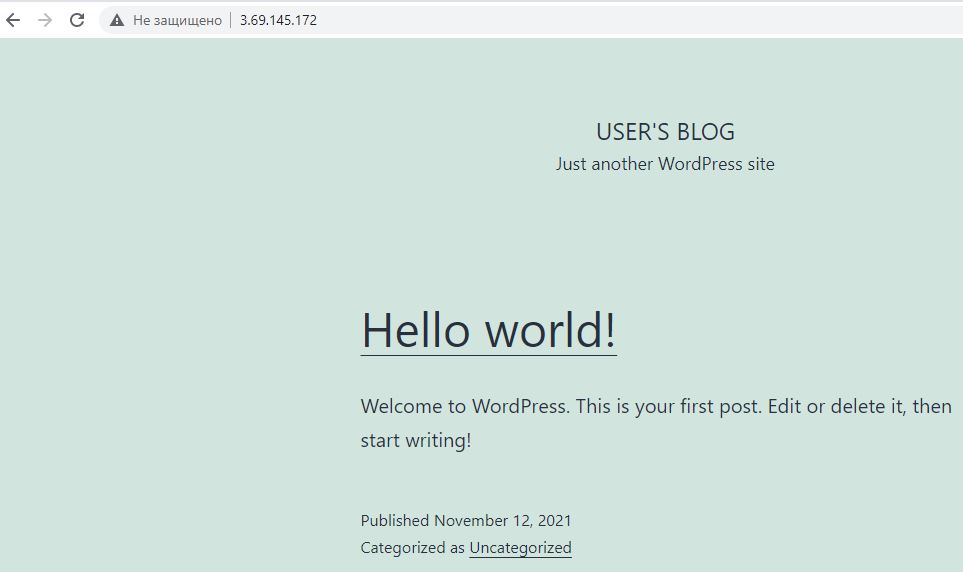 Не защищено 3.69.145.172
USER'S BLOG
Just another WordPress site
Hello world!
Welcome to WordPress. This is your first post. Edit or delete it, then
start writing!
Published November 12, 2021
Categorized as Uncategorized